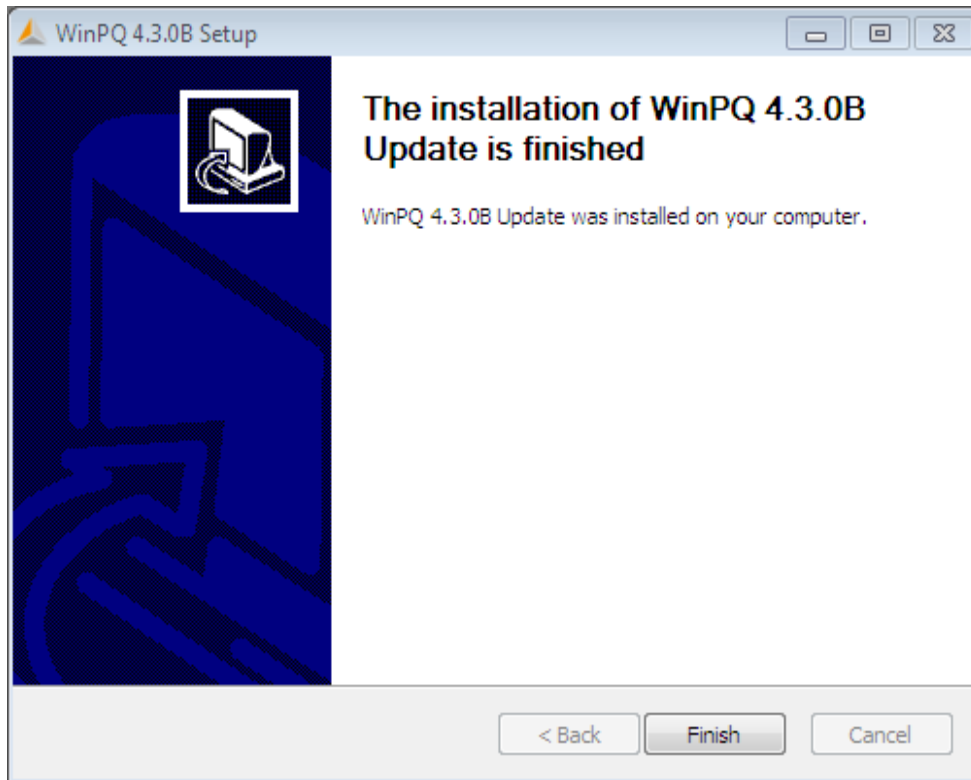 WinPQ 4.3.0B Setup
The installation of WinPQ 4.3.0B
Update is finished
WinPQ 4.3.0B Update was installed on your computer.
< Back
Finish
Cancel